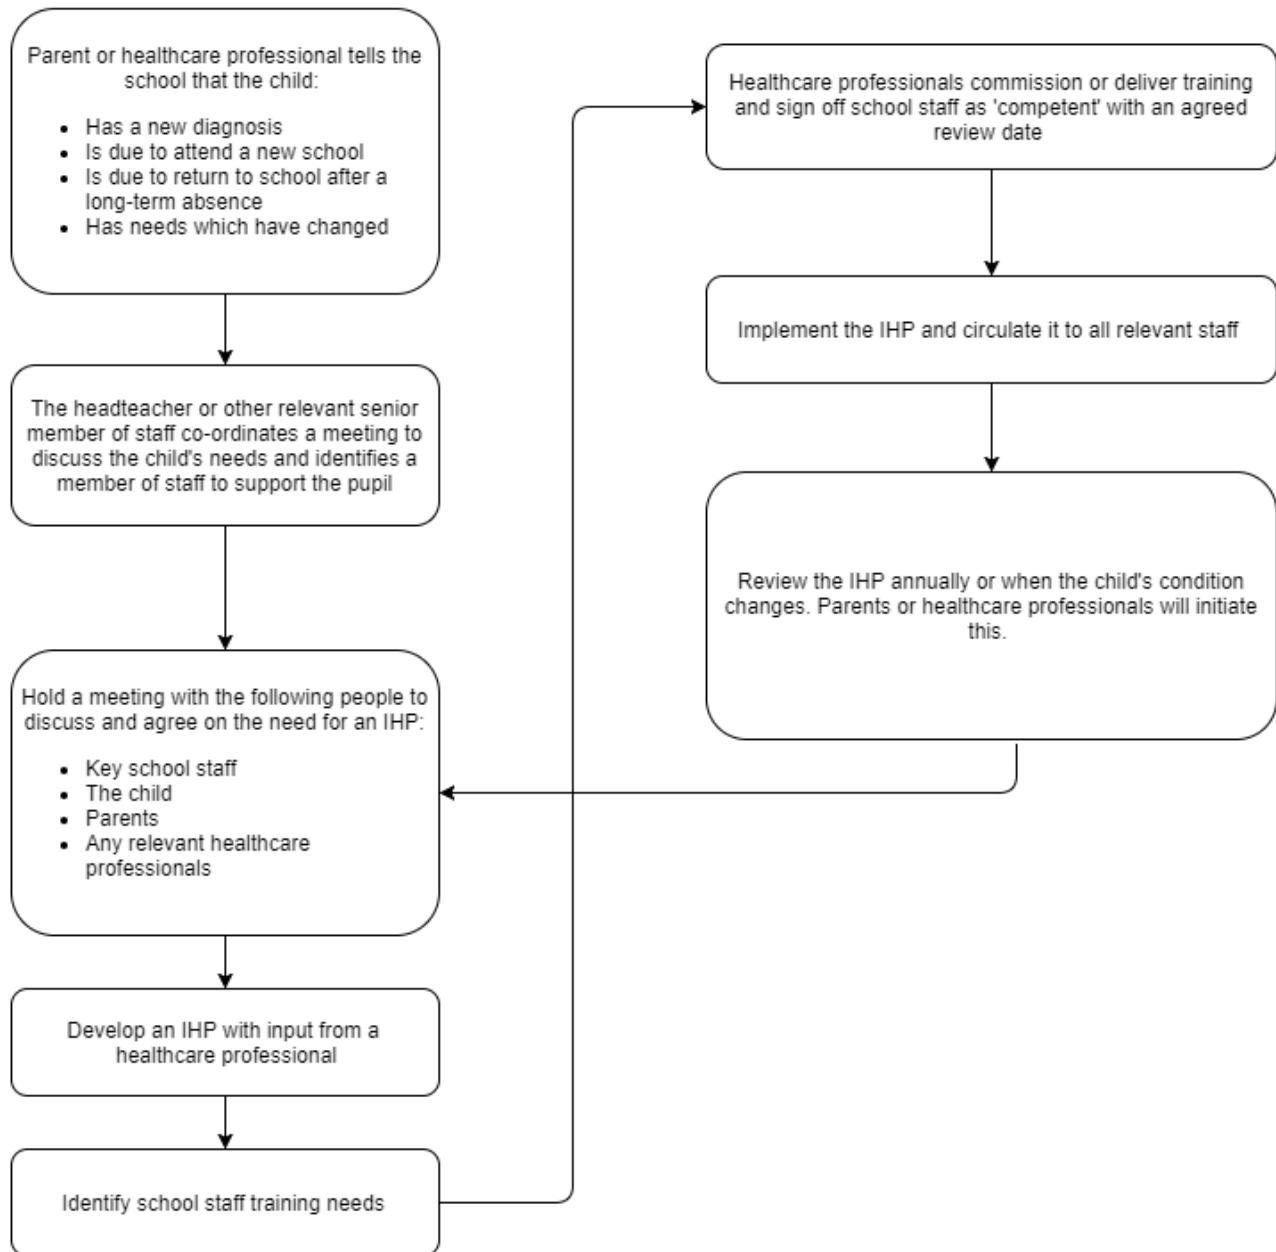 Parent or healthcare professional tells the
school that the child:
• Has a new diagnosis
• Is due to attend a new school
• Is due to return to school after a
long-term absence
• Has needs which have changed
The headteacher or other relevant senior
member of staff co-ordinates a meeting to
discuss the child's needs and identifies a
member of staff to support the pupil
Hold a meeting with the following people to
discuss and agree on the need for an IHP:
• Key school staff
• The child
• Parents
• Any relevant healthcare
professionals
Develop an IHP with input from a
healthcare professional
Identify school staff training needs
Healthcare professionals commission or deliver training
and sign off school staff as 'competent' with an agreed
review date
Implement the IHP and circulate it to all relevant staff
Review the IHP annually or when the child's condition
changes. Parents or healthcare professionals will initiate
this.